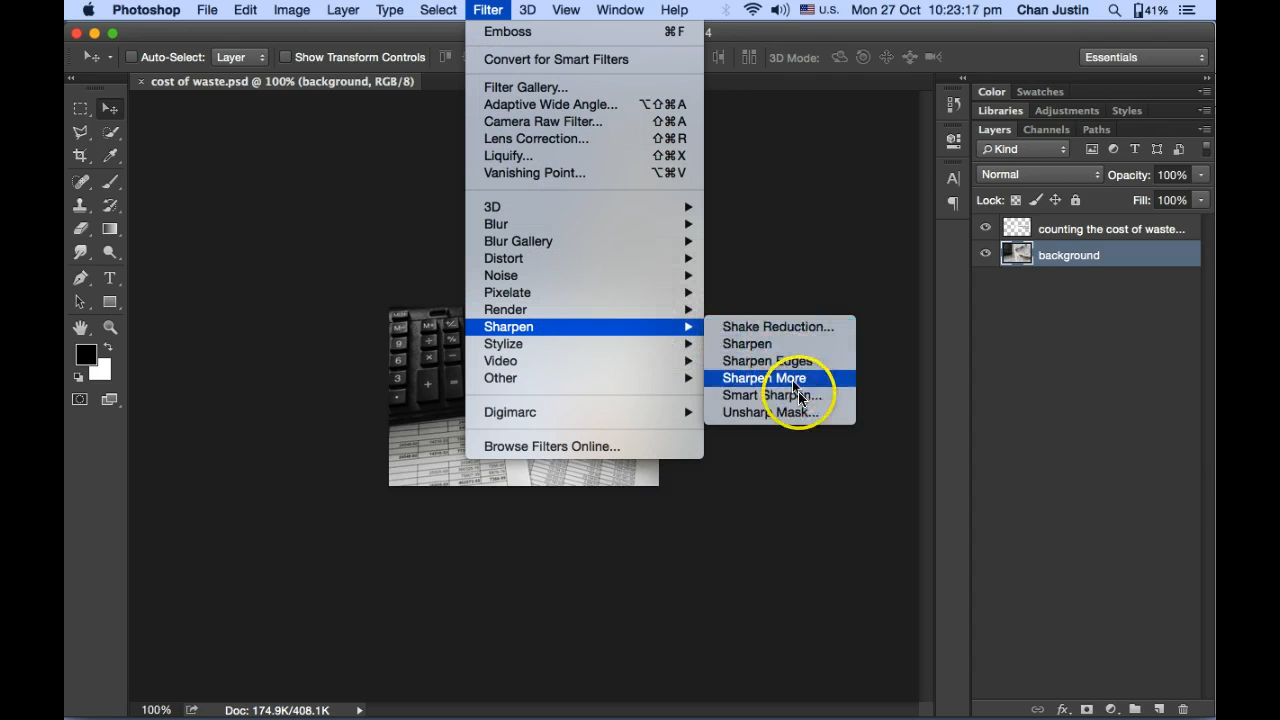 Photoshop File Edit Image Layer Type Select Filter 3D View Window Help U.S. Mon 27 Oct 10:23:17 pm Chan Justin 41%
4
Auto-Select: Layer Show Transform Controls 3D Mode: Essentials
× cost of waste.psd @ 100% (background, RGB/8)
Emboss ⌘F
Convert for Smart Filters
Filter Gallery...
Adaptive Wide Angle... ⌥⇧⌘A
Camera Raw Filter... ⇧⌘A
Lens Correction... ⇧⌘R
Liquify... ⇧⌘X
Vanishing Point... ⌥⌘V
3D
Blur
Blur Gallery
Distort
Noise
Pixelate
Render
Sharpen
Stylize
Video
Other
Digimarc
Browse Filters Online...
Shake Reduction...
Sharpen
Sharpen Edges
Sharpen More
Smart Sharpen...
Unsharp Mask...
Color Swatches
Libraries Adjustments Styles
Layers Channels Paths
Kind
Normal Opacity: 100%
Lock: Fill: 100%
counting the cost of waste...
background
100% Doc: 174.9K/408.1K